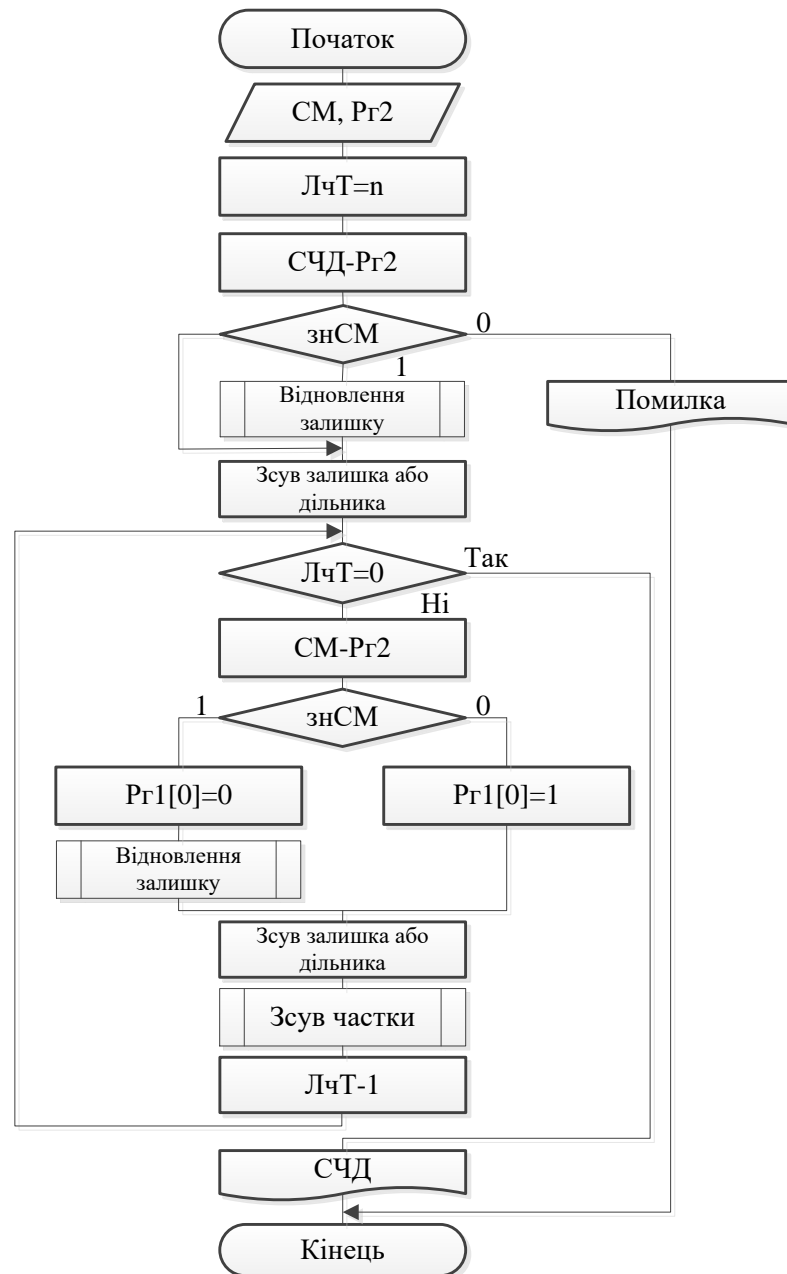 Початок
СМ, Рг2
ЛчТ=n
СЧД-Рг2
знСМ
0
1
Відновлення
залишку
Помилка
Зсув залишка або
дільника
ЛчТ=0
Так
Ні
СМ-Рг2
1
знСМ
0
Рг1[0]=0
Рг1[0]=1
Відновлення
залишку
Зсув залишка або
дільника
Зсув частки
ЛчТ-1
СЧД
Кінець